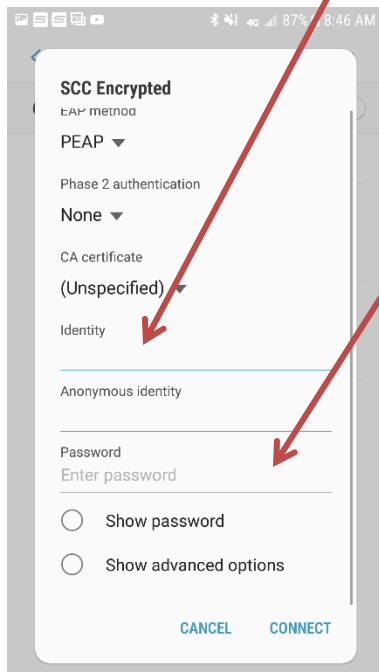 4G 87% 8:46 AM
SCC Encrypted
EAP method
PEAP
Phase 2 authentication
None
CA certificate
(Unspecified)
Identity
Anonymous identity
Password
Enter password
Show password
Show advanced options
CANCEL CONNECT